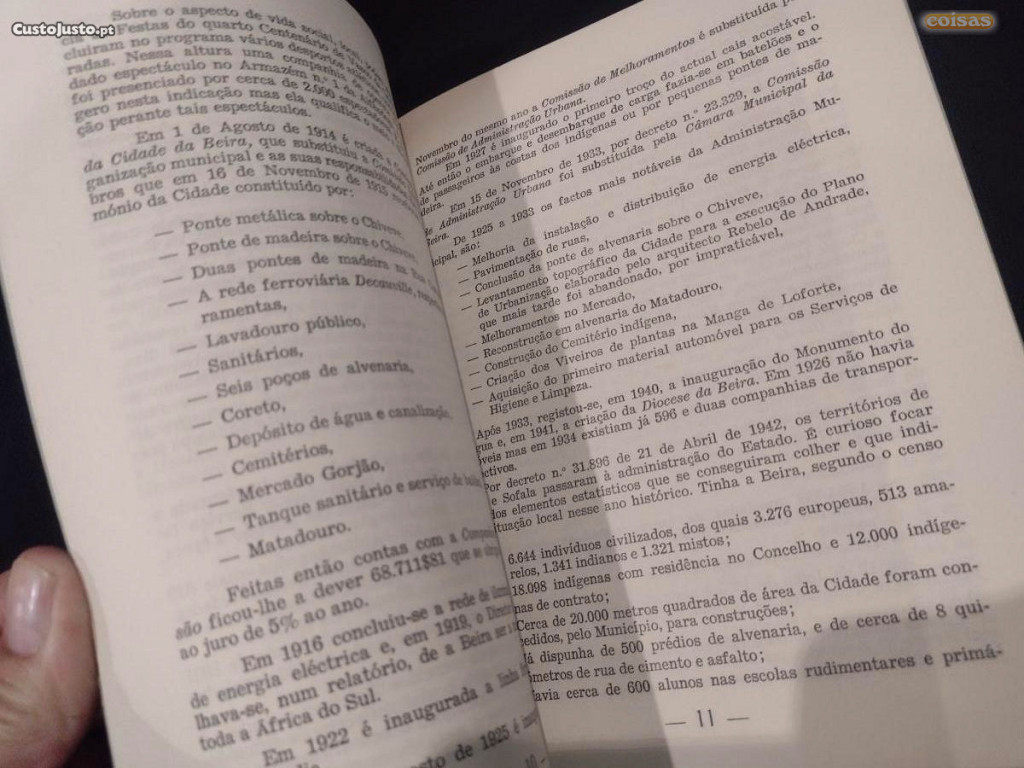 CustoJusto.pt
coisas
Sobre o aspecto de vida social,
Festas do quarto Centenário de
cluíram no programa vários desportos
radas. Nessa altura uma companhia
dado espectáculo no Armazém n.º 1 da
foi presenciado por cerca de 2.000
gero nesta indicação mas ela qualifica
ção perante tais espectáculos.
Em 1 de Agosto de 1914 é criada a
da Cidade da Beira, que substituiu a
ganização municipal e as suas
bros que em 16 de Novembro de 1915
mónio da Cidade constituído por:
— Ponte metálica sobre o Chiveve,
— Ponte de madeira sobre o Chiveve,
— Duas pontes de madeira na
— A rede ferroviária Decauville,
ramentas,
— Lavadouro público,
— Sanitários,
— Seis poços de alvenaria,
— Coreto,
— Depósito de água e canalização,
— Cemitérios,
— Mercado Gorjão,
— Tanque sanitário e serviço de
— Matadouro.
Feitas então contas com a
são ficou-lhe a dever 68.711$81 que
ao juro de 5% ao ano.
Em 1916 concluiu-se a rede de
de energia eléctrica e, em 1919, o
lhava-se, num relatório, de a Beira ser
toda a África do Sul.
Em 1922 é inaugurada a linha
de 1925 é
Novembro do mesmo ano a Comissão de Melhoramentos é substituída
Comissão de Administração Urbana.
Em 1927 é inaugurado o primeiro troço do actual cais acostável.
Até então o embarque e desembarque de carga fazia-se em batelões e o
de passageiros às costas dos indígenas ou por pequenas pontes de ma-
deira.
Em 15 de Novembro de 1933, por decreto n.º 23.329, a Comissão
de Administração Urbana foi substituída pela Câmara Municipal da
Beira.
De 1925 a 1933 os factos mais notáveis da Administração Mu-
nicipal, são:
— Melhoria da instalação e distribuição de energia eléctrica,
— Pavimentação de ruas,
— Conclusão da ponte de alvenaria sobre o Chiveve,
— Levantamento topográfico da Cidade para a execução do Plano
de Urbanização elaborado pelo arquitecto Rebelo de Andrade,
que mais tarde foi abandonado, por impraticável,
— Melhoramentos no Mercado,
— Reconstrução em alvenaria do Matadouro,
— Construção do Cemitério indígena,
— Criação dos Viveiros de plantas na Manga de Loforte,
— Aquisição do primeiro material automóvel para os Serviços de
Higiene e Limpeza.
Após 1933, registou-se, em 1940, a inauguração do Monumento do
e, em 1941, a criação da Diocese da Beira. Em 1926 não havia
mas em 1934 existiam já 596 e duas companhias de transpor-
Por decreto n.º 31.896 de 21 de Abril de 1942, os territórios de
e Sofala passaram à administração do Estado. É curioso focar
dos elementos estatísticos que se conseguiram colher e que indi-
situação local nesse ano histórico. Tinha a Beira, segundo o censo
6.644 indivíduos civilizados, dos quais 3.276 europeus, 513 ama-
relos, 1.341 indianos e 1.321 mistos;
18.098 indígenas com residência no Concelho e 12.000 indíge-
nas de contrato;
Cerca de 20.000 metros quadrados de área da Cidade foram con-
cedidos, pelo Município, para construções;
Já dispunha de 500 prédios de alvenaria, e de cerca de 8 qui-
lómetros de rua de cimento e asfalto;
Havia cerca de 600 alunos nas escolas rudimentares e primá-
— 11 —